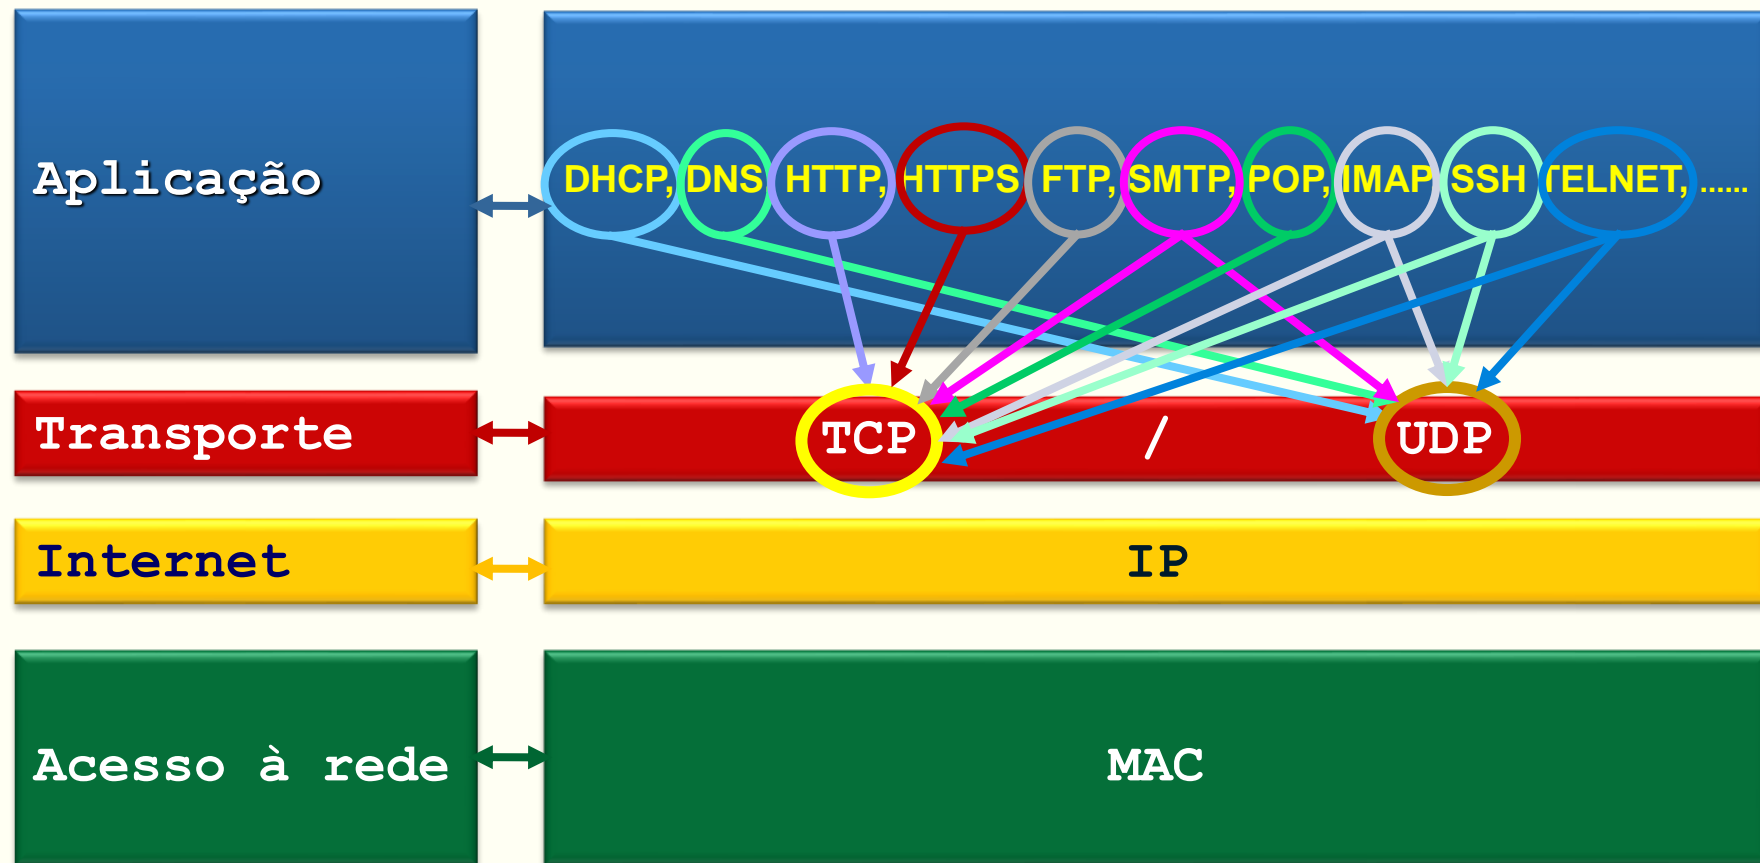 Aplicação
DHCP, DNS HTTP, HTTPS FTP, SMTP, POP, IMAP SSH TELNET, ......
Transporte
TCP / UDP
Internet
IP
Acesso à rede
MAC